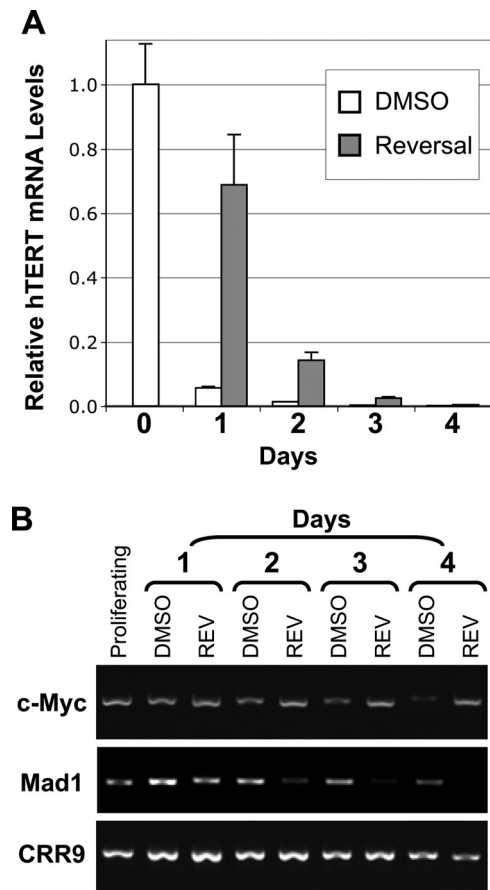 A
Relative hTERT mRNA Levels
1.0
0.8
0.6
0.4
0.2
0.0
DMSO
Reversal
0 1 2 3 4
Days
B
Days
1 2 3 4
Proliferating DMSO REV DMSO REV DMSO REV DMSO REV
c-Myc
Mad1
CRR9